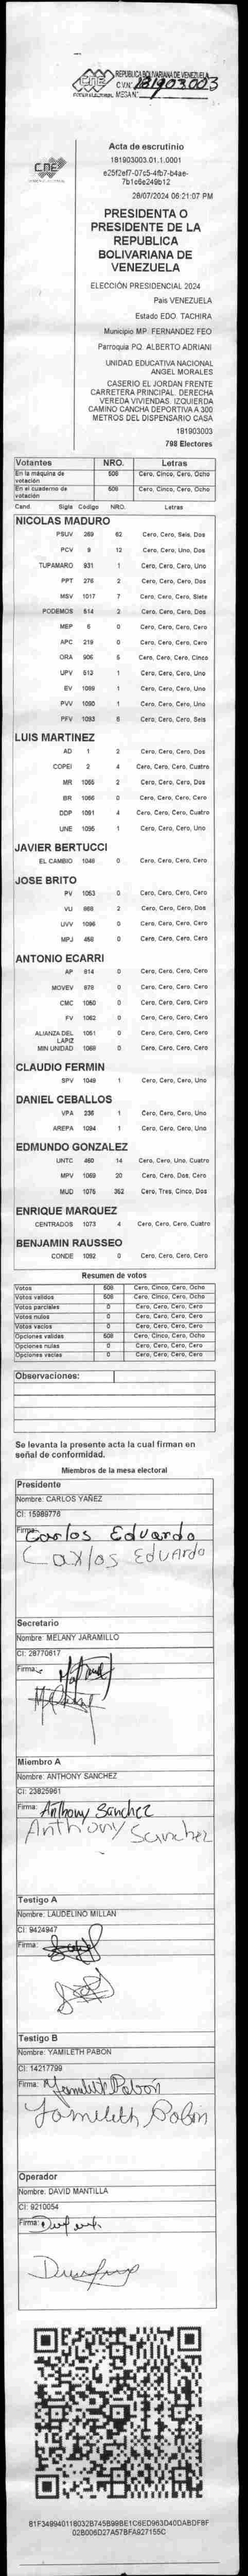 CNE
REPUBLICA BOLIVARIANA DE VENEZUELA
181903003
Acta de escrutinio
181903003.01.1.0001
e25f2ef7-07c5-4fb7-b4ae-
7b1c6e249b12
28/07/2024 06:21:07 PM
CNE
PRESIDENTA O
PRESIDENTE DE LA
REPUBLICA
BOLIVARIANA DE
VENEZUELA
ELECCIÓN PRESIDENCIAL 2024
País VENEZUELA
Estado EDO. TACHIRA
Municipio MP. FERNANDEZ FEO
Parroquia PQ. ALBERTO ADRIANI
UNIDAD EDUCATIVA NACIONAL
ANGEL MORALES
CASERIO EL JORDAN FRENTE
CARRETERA PRINCIPAL. DERECHA
VEREDA VIVIENDAS. IZQUIERDA
CAMINO CANCHA DEPORTIVA A 300
METROS DEL DISPENSARIO CASA
181903003
798 Electores
Votantes NRO. Letras
En la máquina de votación 508 Cero, Cinco, Cero, Ocho
En el cuaderno de votación 508 Cero, Cinco, Cero, Ocho
Cand. Sigla Código NRO. Letras
NICOLAS MADURO
PSUV 269 62 Cero, Cero, Seis, Dos
PCV 9 12 Cero, Cero, Uno, Dos
TUPAMARO 931 1 Cero, Cero, Cero, Uno
PPT 276 2 Cero, Cero, Cero, Dos
MSV 1017 7 Cero, Cero, Cero, Siete
PODEMOS 514 2 Cero, Cero, Cero, Dos
MEP 6 0 Cero, Cero, Cero, Cero
APC 219 0 Cero, Cero, Cero, Cero
ORA 906 5 Cero, Cero, Cero, Cinco
UPV 512 1 Cero, Cero, Cero, Uno
EV 1089 1 Cero, Cero, Cero, Uno
PVV 1090 1 Cero, Cero, Cero, Uno
PFV 1093 6 Cero, Cero, Cero, Seis
LUIS MARTINEZ
AD 1 2 Cero, Cero, Cero, Dos
COPEI 2 4 Cero, Cero, Cero, Cuatro
MR 1065 2 Cero, Cero, Cero, Dos
BR 1066 0 Cero, Cero, Cero, Cero
DDP 1091 4 Cero, Cero, Cero, Cuatro
UNE 1095 1 Cero, Cero, Cero, Uno
JAVIER BERTUCCI
EL CAMBIO 1048 0 Cero, Cero, Cero, Cero
JOSE BRITO
PV 1053 0 Cero, Cero, Cero, Cero
VU 868 2 Cero, Cero, Cero, Dos
UVV 1096 0 Cero, Cero, Cero, Cero
MPJ 458 0 Cero, Cero, Cero, Cero
ANTONIO ECARRI
AP 814 0 Cero, Cero, Cero, Cero
MOVEV 878 0 Cero, Cero, Cero, Cero
CMC 1050 0 Cero, Cero, Cero, Cero
FV 1062 0 Cero, Cero, Cero, Cero
ALIANZA DEL LAPIZ 1051 0 Cero, Cero, Cero, Cero
MIN UNIDAD 1068 0 Cero, Cero, Cero, Cero
CLAUDIO FERMIN
SPV 1049 1 Cero, Cero, Cero, Uno
DANIEL CEBALLOS
VPA 236 1 Cero, Cero, Cero, Uno
AREPA 1094 1 Cero, Cero, Cero, Uno
EDMUNDO GONZALEZ
UNTC 460 14 Cero, Cero, Uno, Cuatro
MPV 1069 20 Cero, Cero, Dos, Cero
MUD 1075 352 Cero, Tres, Cinco, Dos
ENRIQUE MARQUEZ
CENTRADOS 1073 4 Cero, Cero, Cero, Cuatro
BENJAMIN RAUSSEO
CONDE 1092 0 Cero, Cero, Cero, Cero
Resumen de votos
Votos 508 Cero, Cinco, Cero, Ocho
Votos validos 508 Cero, Cinco, Cero, Ocho
Votos parciales 0 Cero, Cero, Cero, Cero
Votos nulos 0 Cero, Cero, Cero, Cero
Votos vacios 0 Cero, Cero, Cero, Cero
Opciones validas 508 Cero, Cinco, Cero, Ocho
Opciones nulas 0 Cero, Cero, Cero, Cero
Opciones vacias 0 Cero, Cero, Cero, Cero
Observaciones:
Se levanta la presente acta la cual firman en
señal de conformidad.
Miembros de la mesa electoral
Presidente
Nombre: CARLOS YAÑEZ
CI: 15989776
Firma: Carlos Eduardo
Carlos Eduardo
Secretario
Nombre: MELANY JARAMILLO
CI: 28770617
Firma:
Miembro A
Nombre: ANTHONY SANCHEZ
CI: 23825961
Firma: Anthony Sanchez
Anthony Sanchez
Testigo A
Nombre: LAUDELINO MILLAN
CI: 9424947
Firma:
Testigo B
Nombre: YAMILETH PABON
CI: 14217799
Firma: Yamileth Pabón
Yamileth Pabón
Operador
Nombre: DAVID MANTILLA
CI: 9210054
Firma:
81F349940118032B745B99BE1C6ED963D40DABDFBF
02B006D27A57BFA927155C